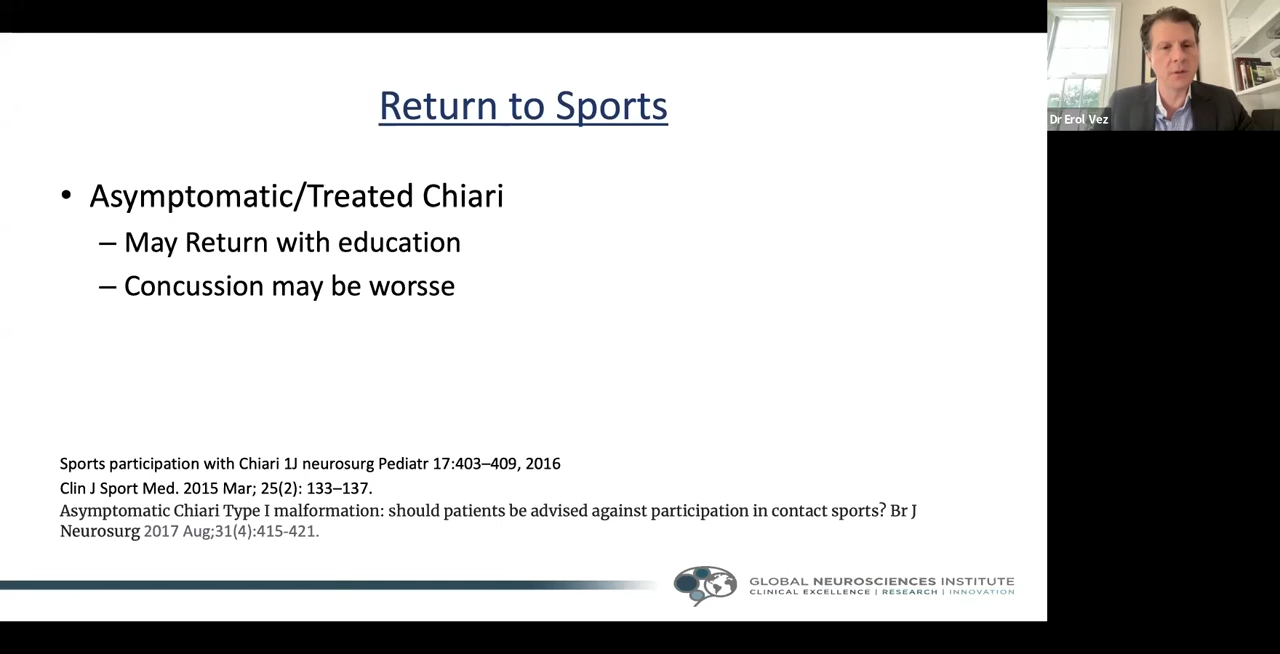 Return to Sports
• Asymptomatic/Treated Chiari
– May Return with education
– Concussion may be worsse
Sports participation with Chiari 1J neurosurg Pediatr 17:403–409, 2016
Clin J Sport Med. 2015 Mar; 25(2): 133–137.
Asymptomatic Chiari Type I malformation: should patients be advised against participation in contact sports? Br J
Neurosurg 2017 Aug;31(4):415-421.
GLOBAL NEUROSCIENCES INSTITUTE
CLINICAL EXCELLENCE | RESEARCH | INNOVATION
Dr Erol Vez